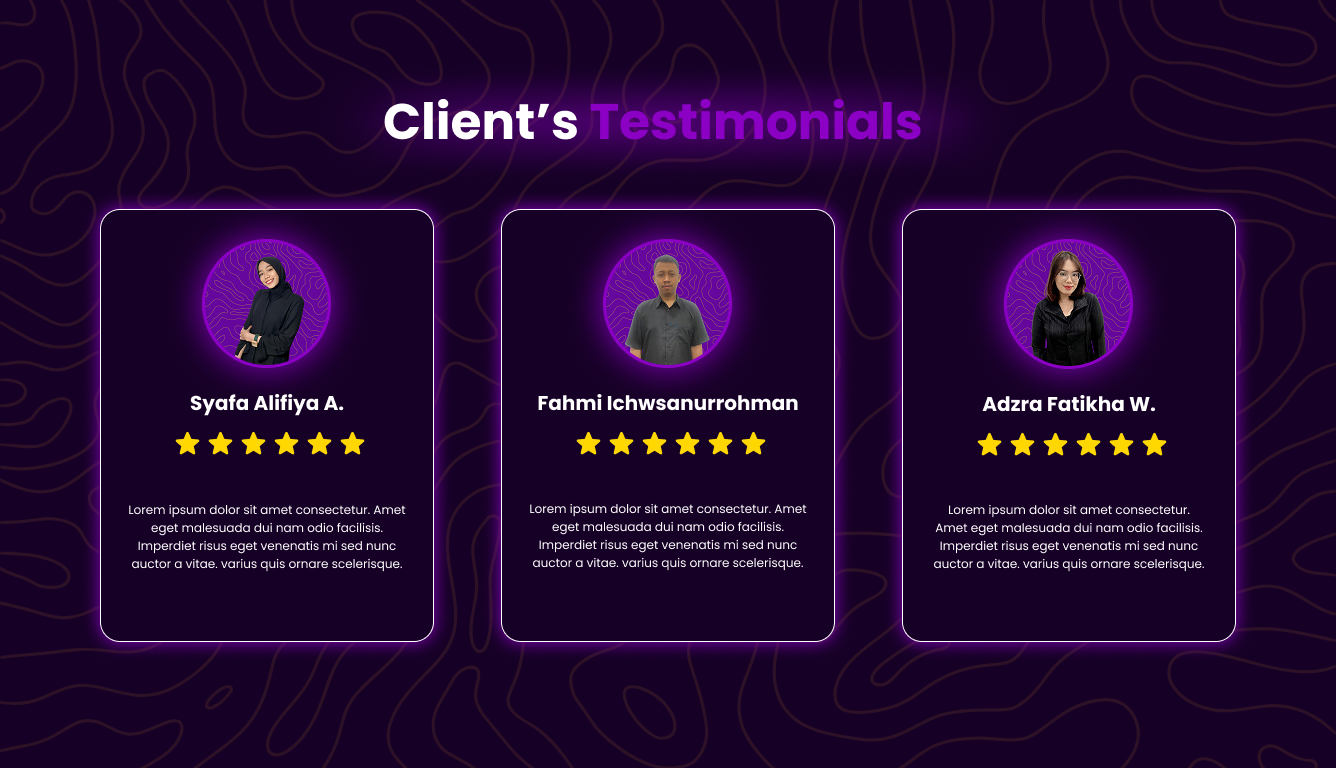 Client’s Testimonials
Syafa Alifiya A.
Lorem ipsum dolor sit amet consectetur. Amet
eget malesuada dui nam odio facilisis.
Imperdiet risus eget venenatis mi sed nunc
auctor a vitae. varius quis ornare scelerisque.
Fahmi Ichwsanurrohman
Lorem ipsum dolor sit amet consectetur. Amet
eget malesuada dui nam odio facilisis.
Imperdiet risus eget venenatis mi sed nunc
auctor a vitae. varius quis ornare scelerisque.
Adzra Fatikha W.
Lorem ipsum dolor sit amet consectetur.
Amet eget malesuada dui nam odio facilisis.
Imperdiet risus eget venenatis mi sed nunc
auctor a vitae. varius quis ornare scelerisque.